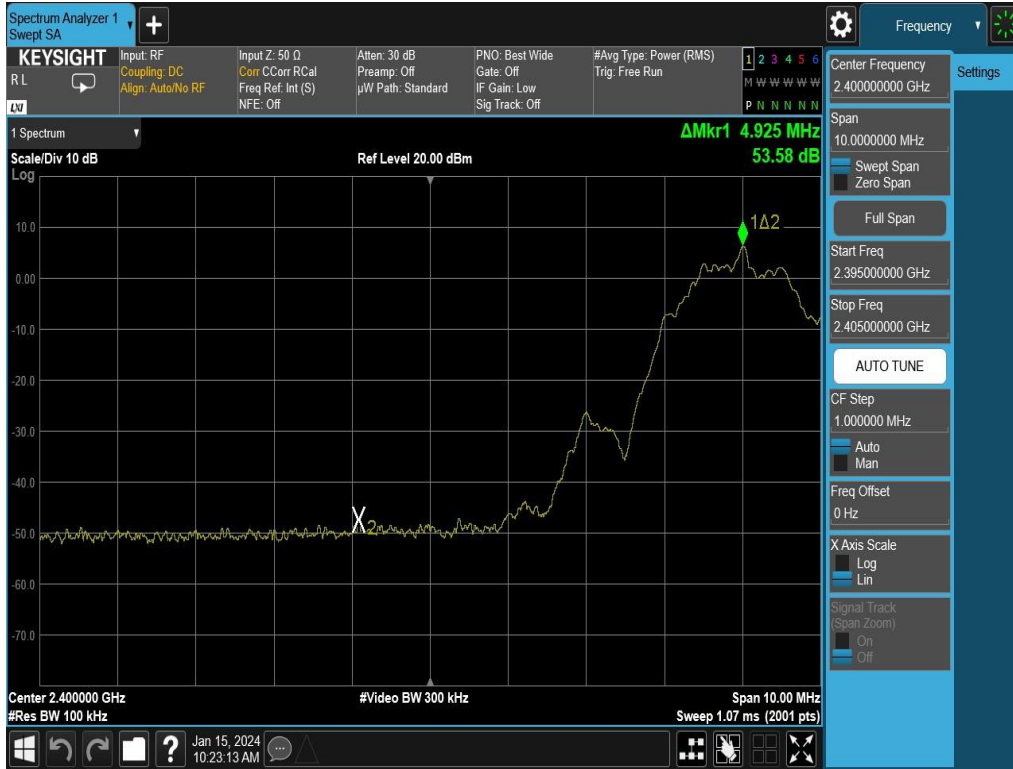 Spectrum Analyzer 1
Swept SA
Frequency
KEYSIGHT
R L
LXI
Input: RF
Coupling: DC
Align: Auto/No RF
Input Z: 50 Ω
Corr CCorr RCal
Freq Ref: Int (S)
NFE: Off
Atten: 30 dB
Preamp: Off
µW Path: Standard
PNO: Best Wide
Gate: Off
IF Gain: Low
Sig Track: Off
#Avg Type: Power (RMS)
Trig: Free Run
1 2 3 4 5 6
M W W W W W
P N N N N N
1 Spectrum
ΔMkr1 4.925 MHz
53.58 dB
Scale/Div 10 dB
Ref Level 20.00 dBm
Log
10.0
0.00
-10.0
-20.0
-30.0
-40.0
-50.0
-60.0
-70.0
1Δ2
X2
Center 2.400000 GHz
#Video BW 300 kHz
Span 10.00 MHz
#Res BW 100 kHz
Sweep 1.07 ms (2001 pts)
Jan 15, 2024
10:23:13 AM
Center Frequency
2.400000000 GHz
Settings
Span
10.0000000 MHz
Swept Span
Zero Span
Full Span
Start Freq
2.395000000 GHz
Stop Freq
2.405000000 GHz
AUTO TUNE
CF Step
1.000000 MHz
Auto
Man
Freq Offset
0 Hz
X Axis Scale
Log
Lin
Signal Track
(Span Zoom)
On
Off